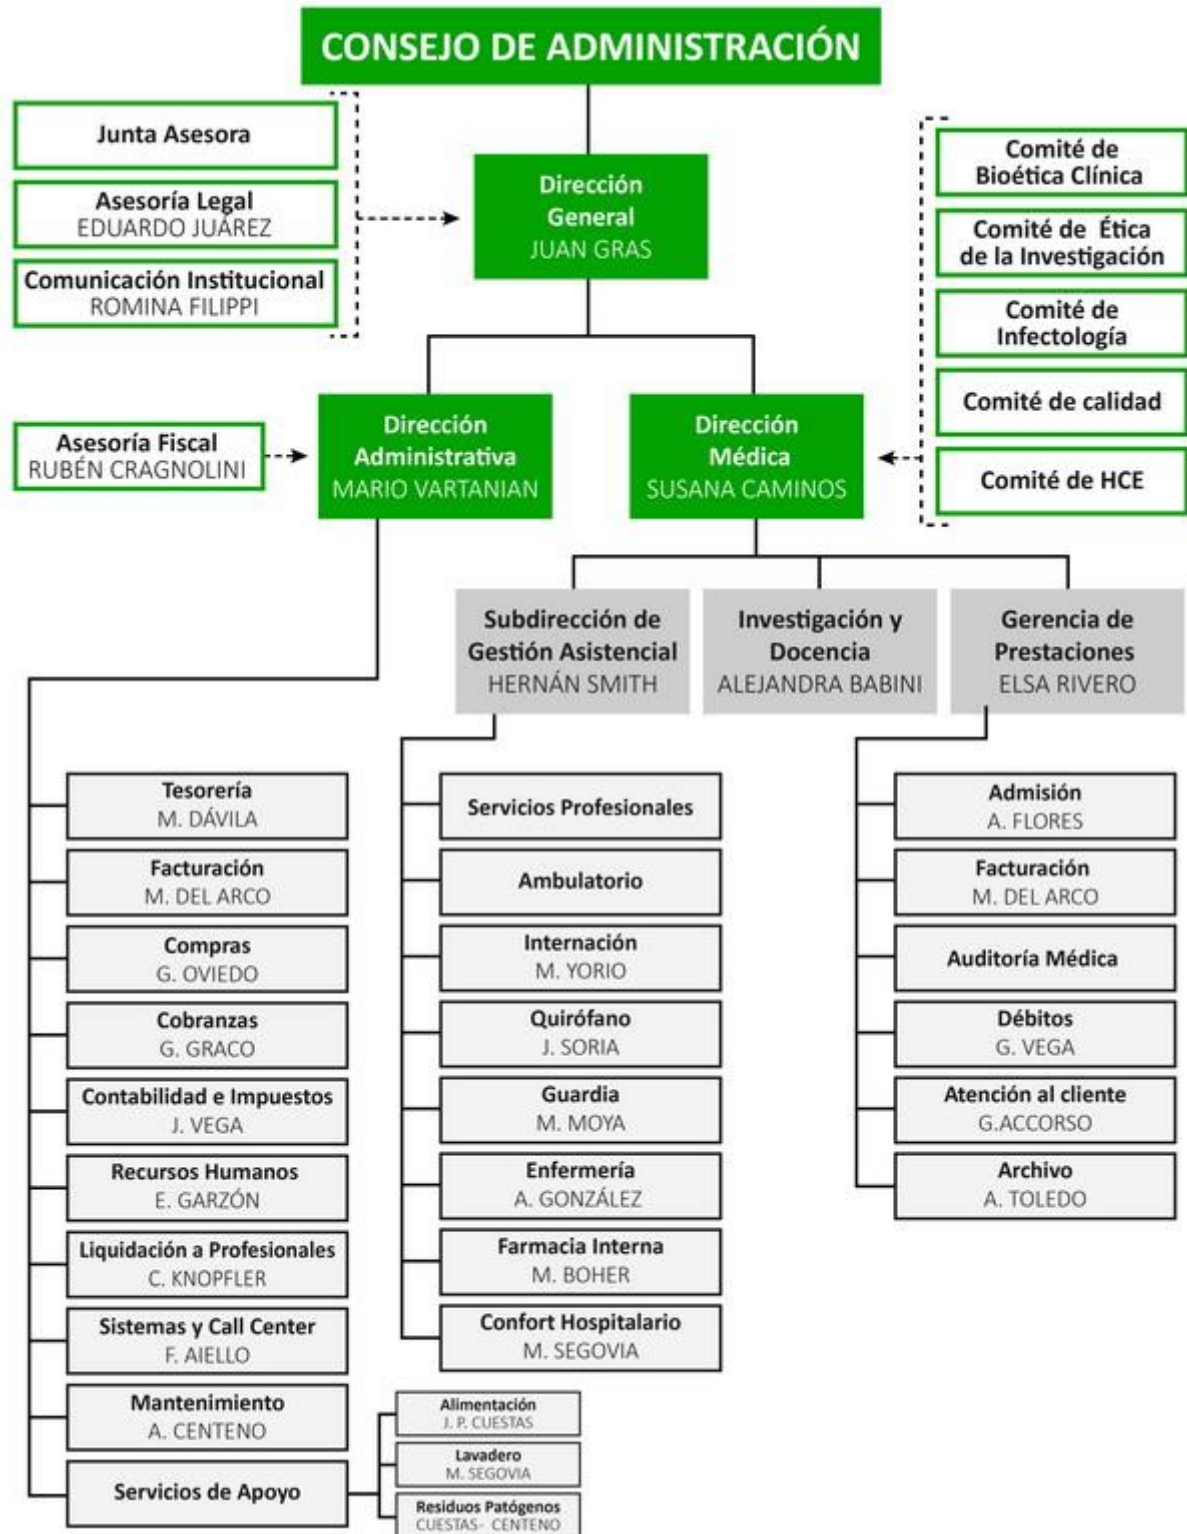 CONSEJO DE ADMINISTRACIÓN
Junta Asesora
Asesoría Legal
EDUARDO JUÁREZ
Comunicación Institucional
ROMINA FILIPPI
Dirección
General
JUAN GRAS
Comité de
Bioética Clínica
Comité de Ética
de la Investigación
Comité de
Infectología
Comité de calidad
Comité de HCE
Asesoría Fiscal
RUBÉN CRAGNOLINI
Dirección
Administrativa
MARIO VARTANIAN
Dirección
Médica
SUSANA CAMINOS
Subdirección de
Gestión Asistencial
HERNÁN SMITH
Investigación y
Docencia
ALEJANDRA BABINI
Gerencia de
Prestaciones
ELSA RIVERO
Tesorería
M. DÁVILA
Facturación
M. DEL ARCO
Compras
G. OVIEDO
Cobranzas
G. GRACO
Contabilidad e Impuestos
J. VEGA
Recursos Humanos
E. GARZÓN
Liquidación a Profesionales
C. KNOPFLER
Sistemas y Call Center
F. AIELLO
Mantenimiento
A. CENTENO
Servicios de Apoyo
Alimentación
J. P. CUESTAS
Lavadero
M. SEGOVIA
Residuos Patógenos
CUESTAS- CENTENO
Servicios Profesionales
Ambulatorio
Internación
M. YORIO
Quirófano
J. SORIA
Guardia
M. MOYA
Enfermería
A. GONZÁLEZ
Farmacia Interna
M. BOHER
Confort Hospitalario
M. SEGOVIA
Admisión
A. FLORES
Facturación
M. DEL ARCO
Auditoría Médica
Débitos
G. VEGA
Atención al cliente
G.ACCORSO
Archivo
A. TOLEDO